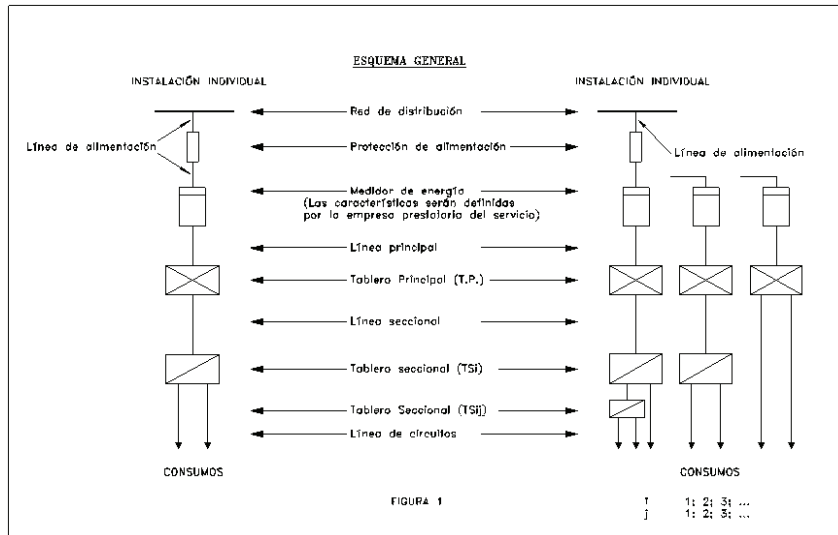 ESQUEMA GENERAL
INSTALACIÓN INDIVIDUAL
INSTALACIÓN INDIVIDUAL
Red de distribución
Línea de alimentación
Protección de alimentación
Línea de alimentación
Medidor de energía
(Las características serán definidas
por la empresa prestataria del servicio)
Línea principal
Tablero Principal (T.P.)
Línea seccional
Tablero seccional (TSi)
Tablero Seccional (TSij)
Línea de circuitos
CONSUMOS
CONSUMOS
FIGURA 1
i 1; 2; 3; ...
j 1; 2; 3; ...